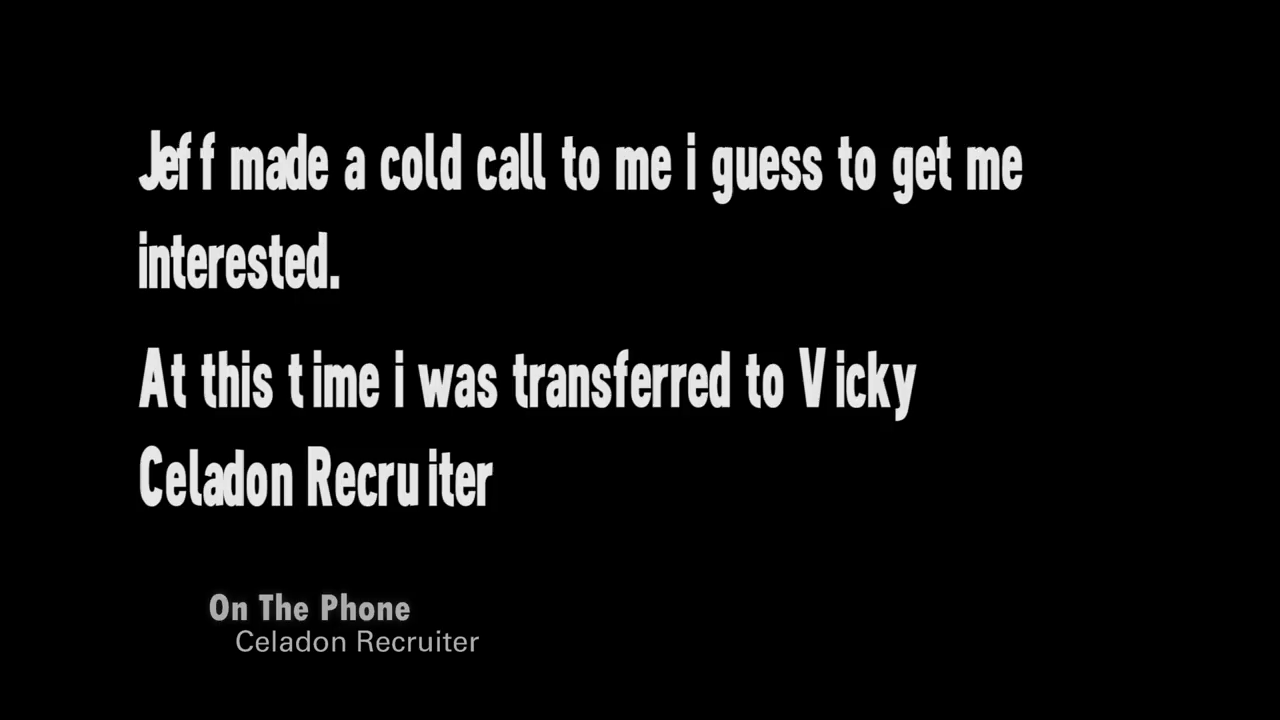 Jeff made a cold call to me i guess to get me
interested.
At this time i was transferred to Vicky
Celadon Recruiter
On The Phone
Celadon Recruiter